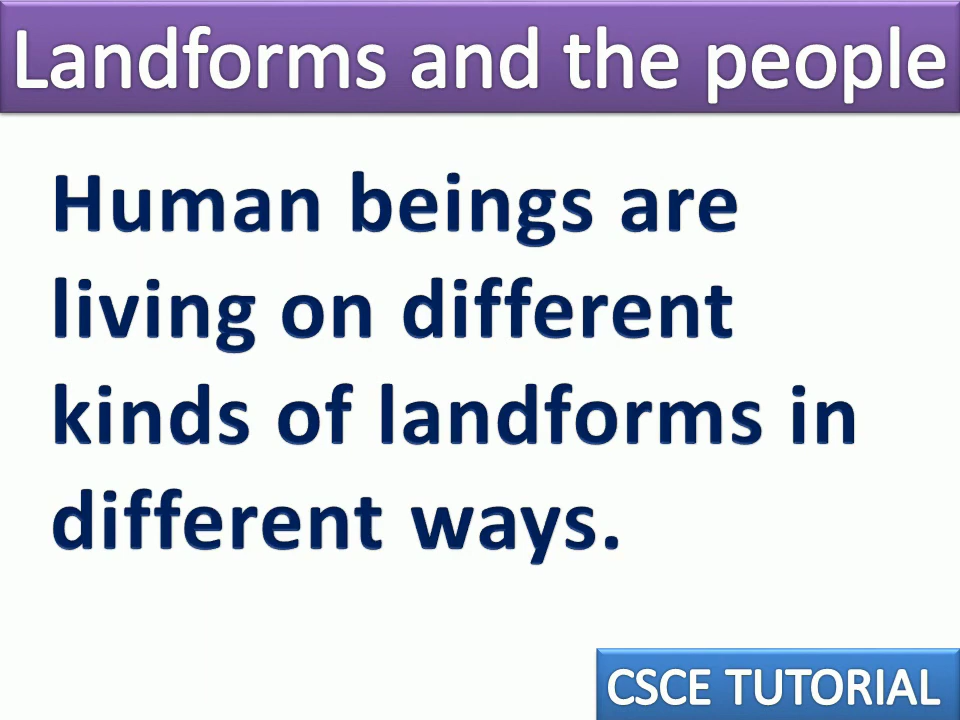 Landforms and the people
Human beings are
living on different
kinds of landforms in
different ways.
CSCE TUTORIAL